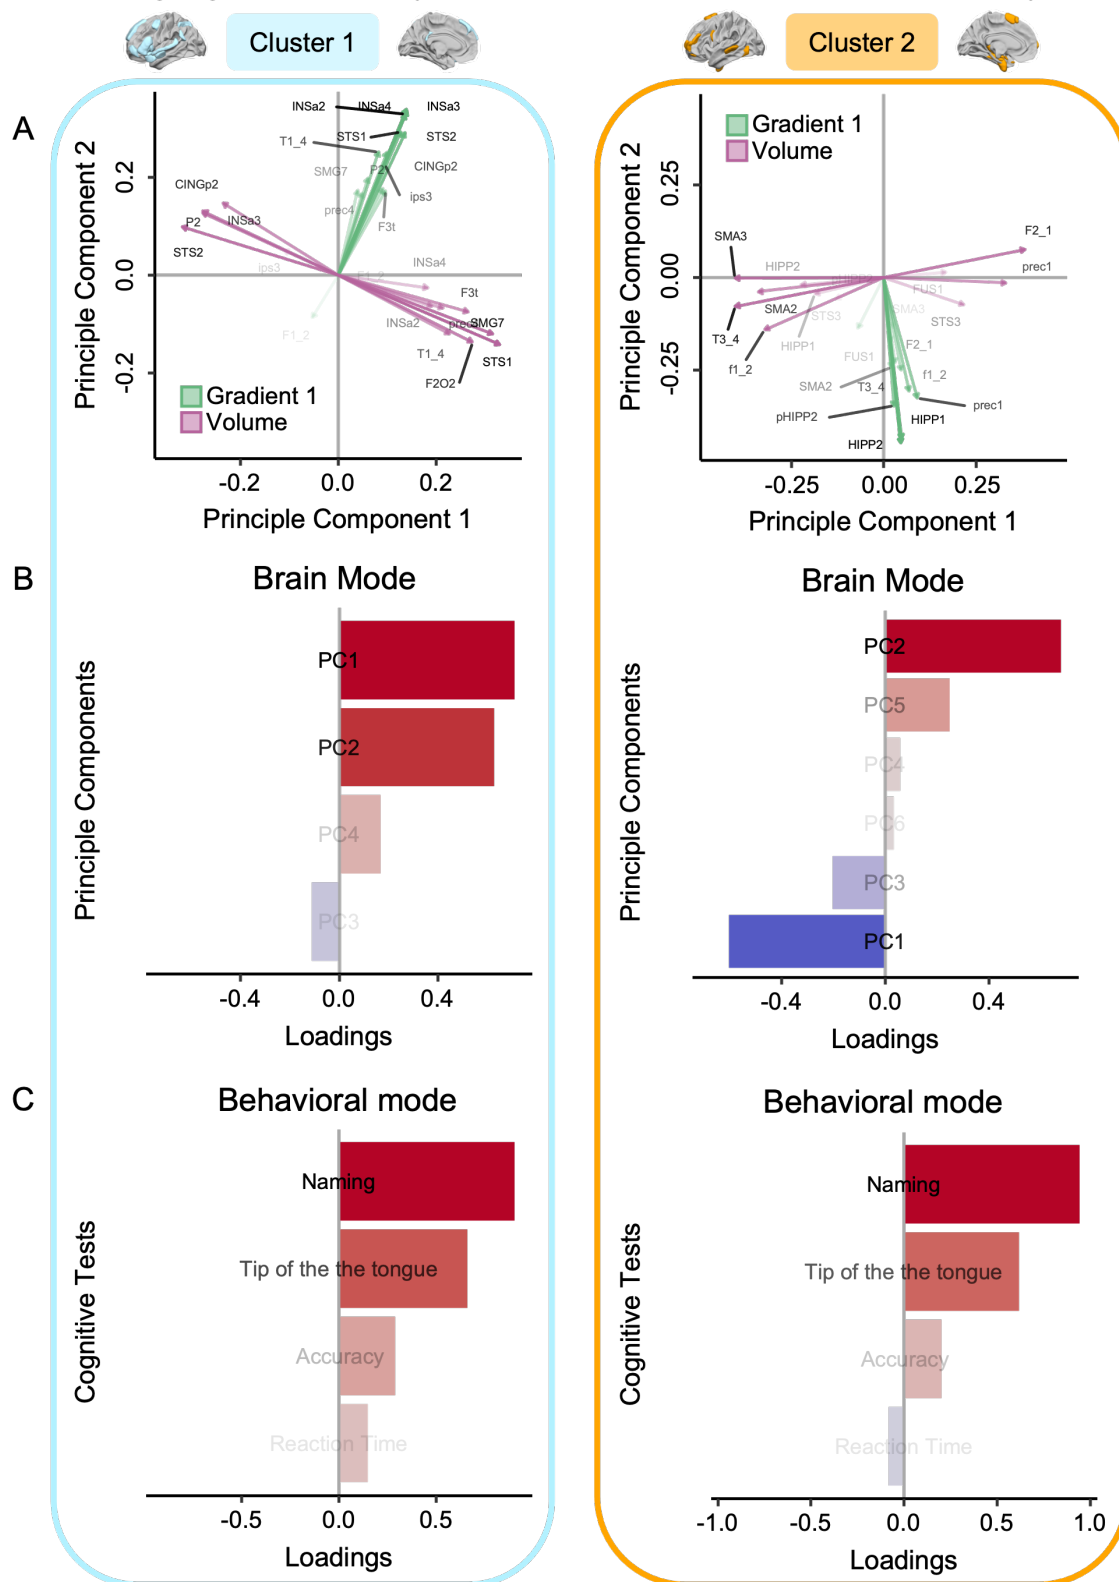 Cluster 1
Cluster 2
A
Principle Component 2
0.2
0.0
-0.2
INSa2
INSa4
INSa3
T1_4
STS1
STS2
SMG7
P2
CINGp2
ips3
prec4
F3t
CINGp2
P2
INSa3
STS2
ips3
F1_2
INSa4
F3t
F1_2
INSa2
SMG7
T1_4
STS1
F2O2
Gradient 1
Volume
-0.2
0.0
0.2
Principle Component 1
Principle Component 2
0.25
0.00
-0.25
Gradient 1
Volume
SMA3
F2_1
HIPP2
pHIPP2
prec1
FUS1
SMA2
STS3
SMA3
STS3
T3_4
HIPP1
F2_1
f1_2
FUS1
f1_2
SMA2
T3_4
prec1
pHIPP2
HIPP1
HIPP2
-0.25
0.00
0.25
Principle Component 1
B
Brain Mode
Principle Components
PC1
PC2
PC4
PC3
-0.4
0.0
0.4
Loadings
Brain Mode
Principle Components
PC2
PC5
PC4
PC6
PC3
PC1
-0.4
0.0
0.4
Loadings
C
Behavioral mode
Cognitive Tests
Naming
Tip of the the tongue
Accuracy
Reaction Time
-0.5
0.0
0.5
Loadings
Behavioral mode
Cognitive Tests
Naming
Tip of the the tongue
Accuracy
Reaction Time
-1.0
-0.5
0.0
0.5
1.0
Loadings